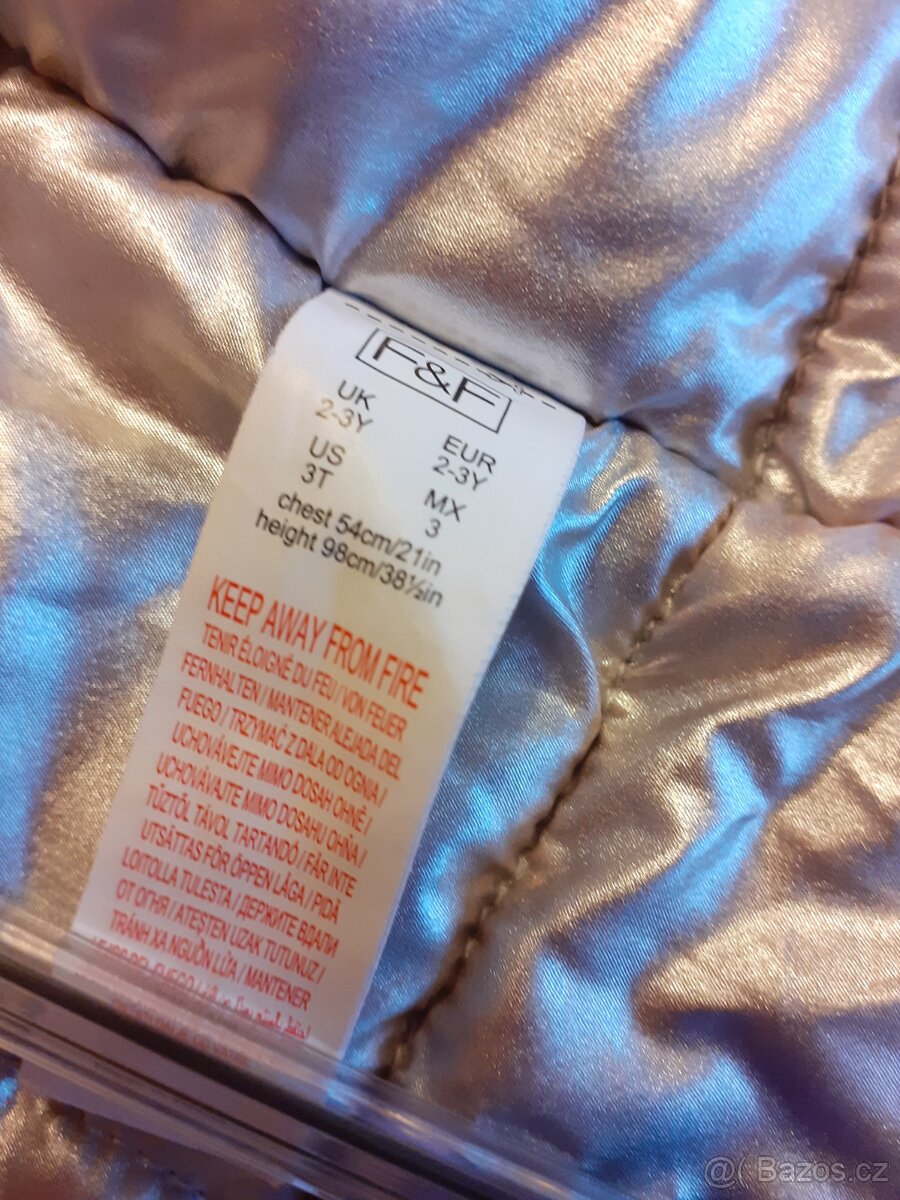 F&F
UK
2-3Y
EUR
2-3Y
US
3T
MX
3
chest 54cm/21in
height 98cm/38½in
KEEP AWAY FROM FIRE
TENIR ÉLOIGNÉ DU FEU / VON FEUER
FERNHALTEN / MANTENER ALEJADA DEL
FUEGO / TRZYMAĆ Z DALA OD OGNIA /
UCHOVÁVEJTE MIMO DOSAH OHNĚ /
UCHOVÁVAJTE MIMO DOSAHU OHŇA /
TŰZTŐL TÁVOL TARTANDÓ / FÅR INTE
UTSÄTTAS FÖR ÖPPEN LÅGA / PIDÄ
LOITOLLA TULESTA / ДЕРЖИТЕ ВДАЛИ
ОТ ОГНЯ / ATEŞTEN UZAK TUTUNUZ /
TRÁNH XA NGUỒN LỬA / MANTENER
DEL FUEGO /
@( Bazos.cz